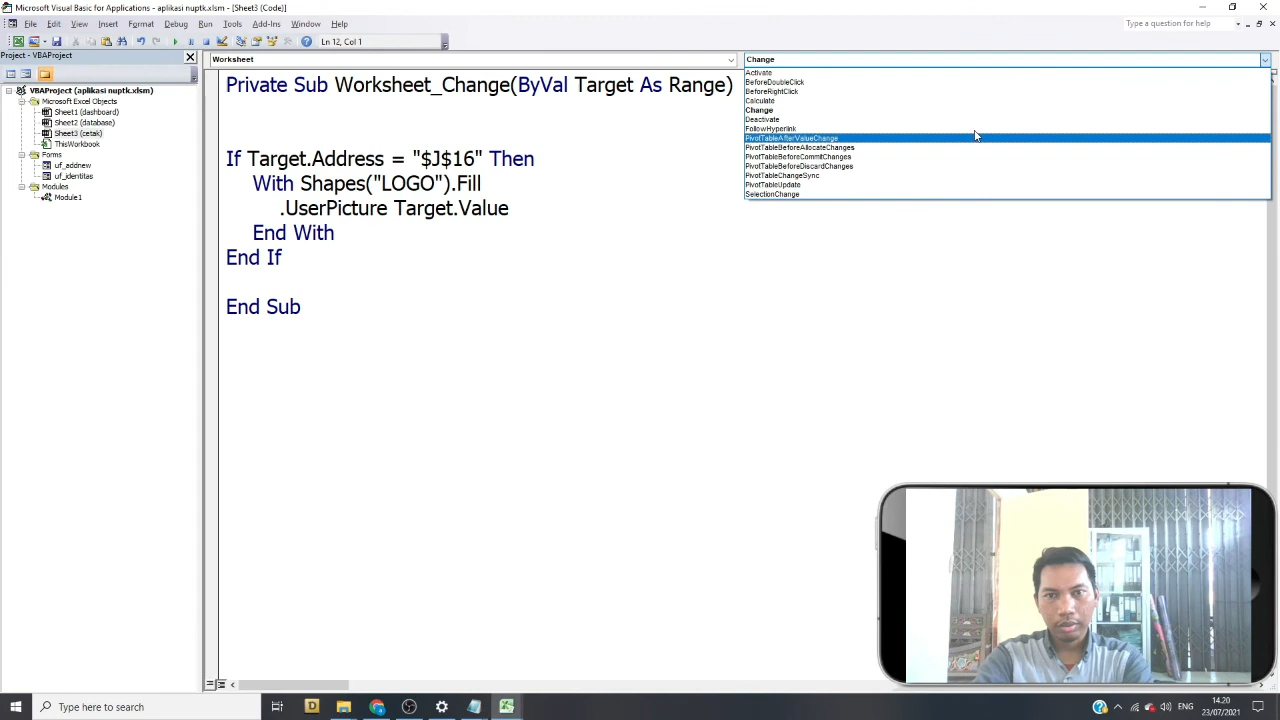 Microsoft Visual Basic for Applications - aplikasi nuptk.xlsm - [Sheet3 (Code)]
File Edit View Insert Format Debug Run Tools Add-Ins Window Help
Type a question for help
Ln 12, Col 1
Project - VBAProject
VBAProject (aplikasi nuptk.xlsm)
Microsoft Excel Objects
Sheet1 (dashboard)
Sheet2 (database)
Sheet3 (cetak)
ThisWorkbook
Forms
uf_addnew
uf_identitas
Modules
Module1
Worksheet
Change
Activate
BeforeDoubleClick
BeforeRightClick
Calculate
Change
Deactivate
FollowHyperlink
PivotTableAfterValueChange
PivotTableBeforeAllocateChanges
PivotTableBeforeCommitChanges
PivotTableBeforeDiscardChanges
PivotTableChangeSync
PivotTableUpdate
SelectionChange
Private Sub Worksheet_Change(ByVal Target As Range)
If Target.Address = "$J$16" Then
With Shapes("LOGO").Fill
.UserPicture Target.Value
End With
End If
End Sub
Type here to search
ENG
14.20
23/07/2021